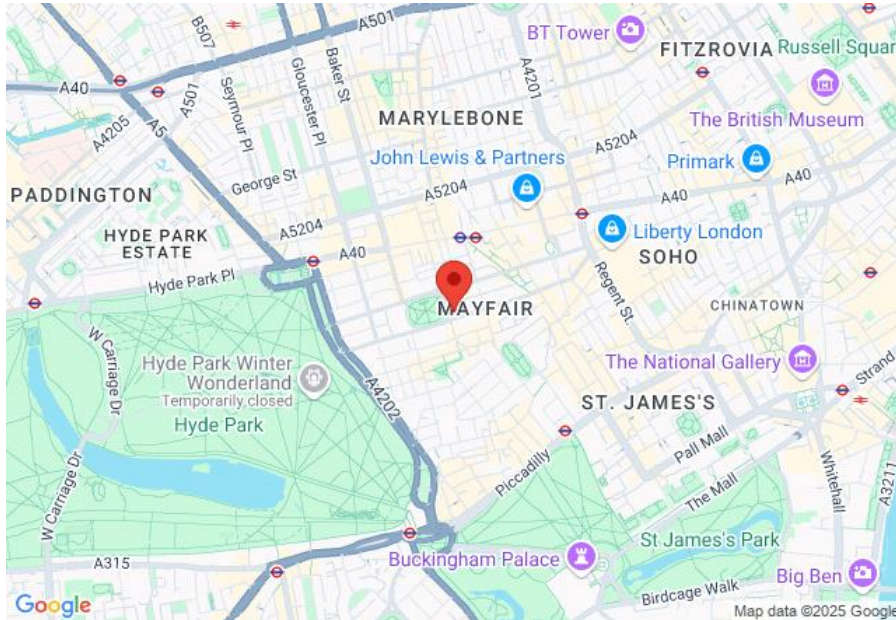 A501
B507
BT Tower
FITZROVIA
Russell Squar
A501
Gloucester Pl
Baker St
A4201
A40
A501
Seymour Pl
The British Museum
A4205
A5
MARYLEBONE
John Lewis & Partners
A5204
Primark
A40
George St
A5204
A40
PADDINGTON
HYDE PARK
ESTATE
A5204
A40
Liberty London
SOHO
Hyde Park Pl
Regent St.
MAYFAIR
CHINATOWN
W Carriage Dr
Hyde Park Winter
Wonderland
Temporarily closed
Hyde Park
A4202
The National Gallery
Strand
ST. JAMES'S
Pall Mall
Piccadilly
The Mall
Whitehall
A3211
W Carriage Dr
A315
Buckingham Palace
St James's Park
Big Ben
Birdcage Walk
Google
Map data ©2025 Google